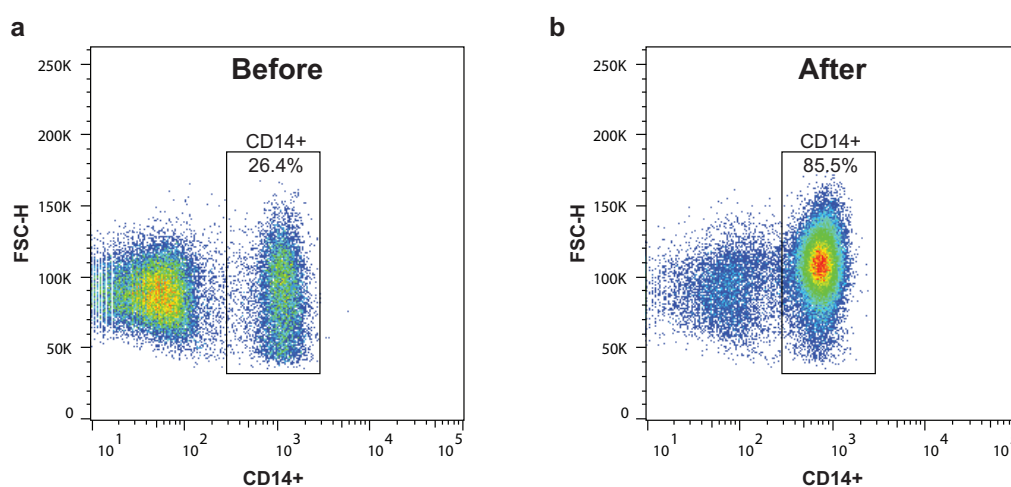 a
Before
250K
200K
150K
100K
50K
0
CD14+
26.4%
FSC-H
10^1
10^2
10^3
10^4
10^5
CD14+
b
After
250K
200K
150K
100K
50K
0
CD14+
85.5%
FSC-H
10^1
10^2
10^3
10^4
CD14+